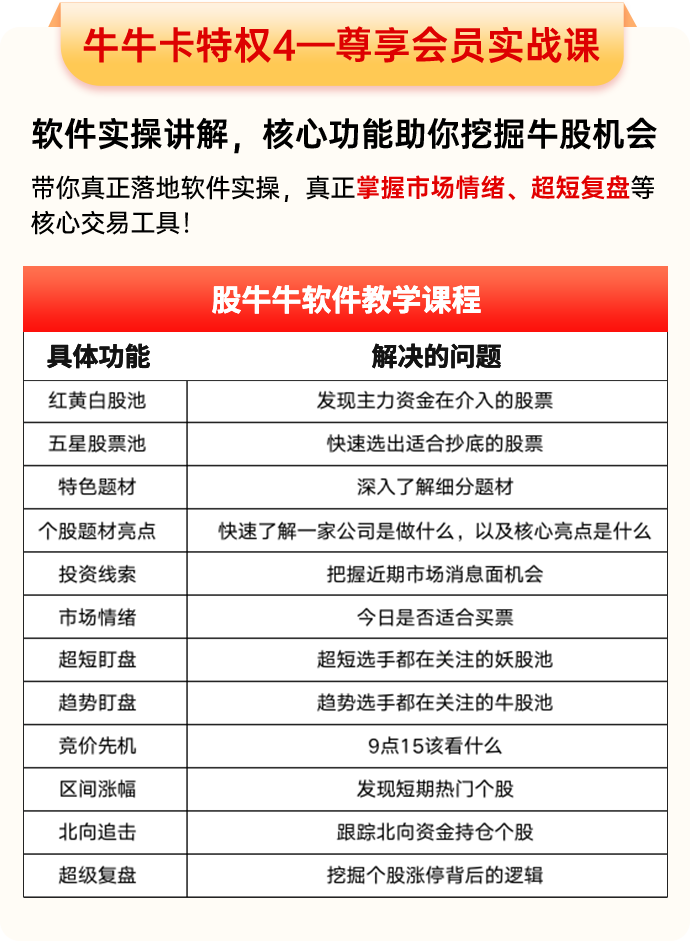 牛牛卡特权4—尊享会员实战课
软件实操讲解，核心功能助你挖掘牛股机会
带你真正落地软件实操，真正掌握市场情绪、超短复盘等
核心交易工具！
股牛牛软件教学课程
具体功能 解决的问题
红黄白股池 发现主力资金在介入的股票
五星股票池 快速选出适合抄底的股票
特色题材 深入了解细分题材
个股题材亮点 快速了解一家公司是做什么，以及核心亮点是什么
投资线索 把握近期市场消息面机会
市场情绪 今日是否适合买票
超短盯盘 超短选手都在关注的妖股池
趋势盯盘 趋势选手都在关注的牛股池
竞价先机 9点15该看什么
区间涨幅 发现短期热门个股
北向追击 跟踪北向资金持仓个股
超级复盘 挖掘个股涨停背后的逻辑